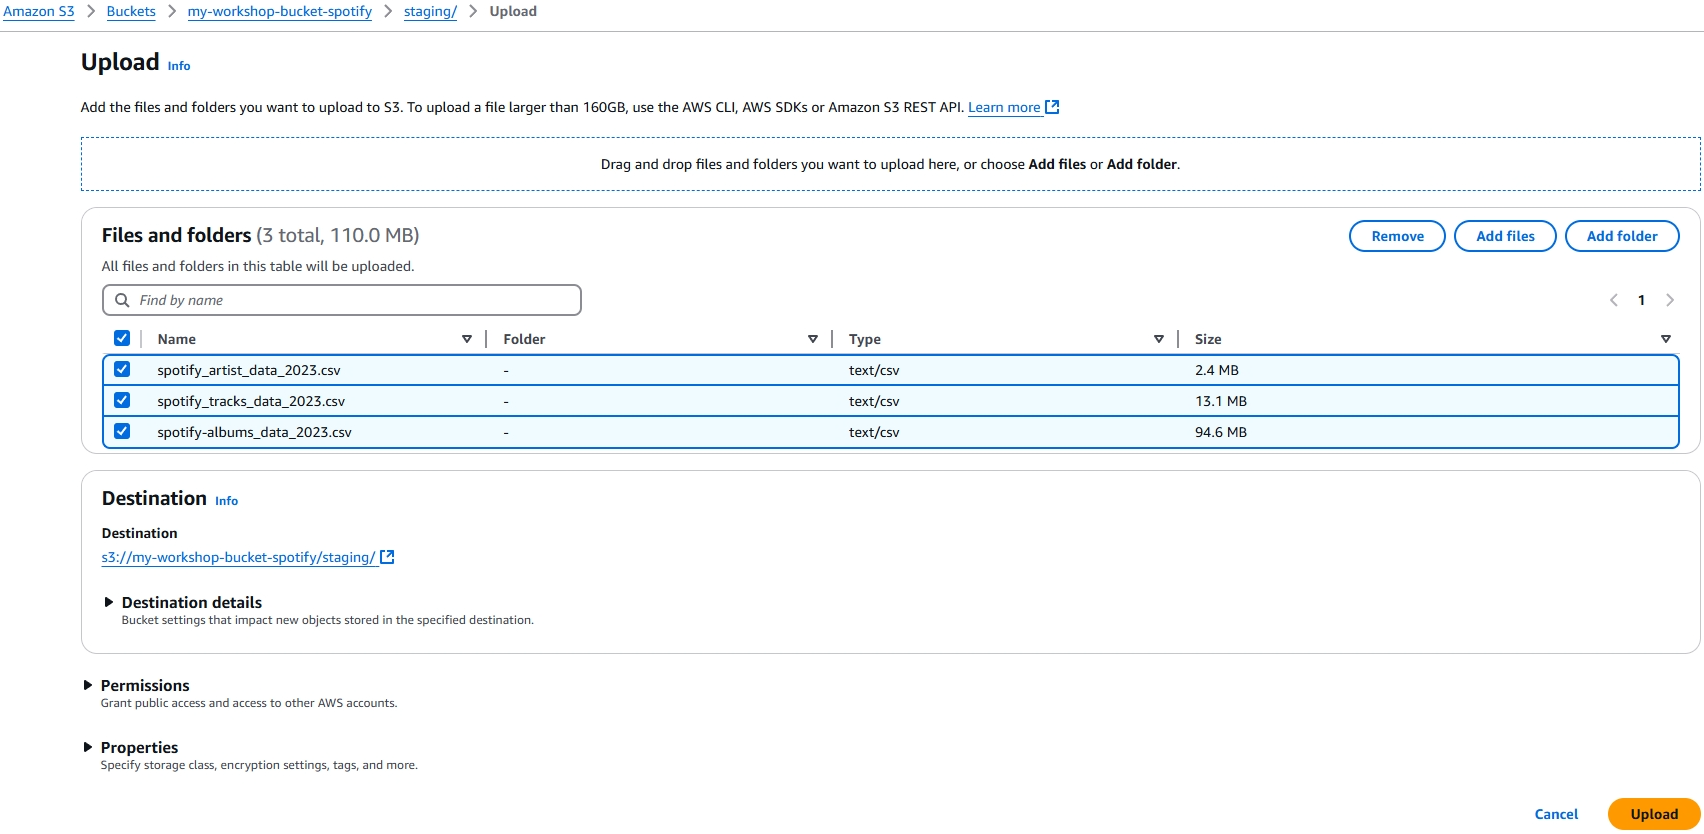 Amazon S3 > Buckets > my-workshop-bucket-spotify > staging/ > Upload
Upload Info
Add the files and folders you want to upload to S3. To upload a file larger than 160GB, use the AWS CLI, AWS SDKs or Amazon S3 REST API. Learn more
Drag and drop files and folders you want to upload here, or choose Add files or Add folder.
Files and folders (3 total, 110.0 MB)
Remove Add files Add folder
All files and folders in this table will be uploaded.
Find by name
1
Name Folder Type Size
spotify_artist_data_2023.csv - text/csv 2.4 MB
spotify_tracks_data_2023.csv - text/csv 13.1 MB
spotify-albums_data_2023.csv - text/csv 94.6 MB
Destination Info
Destination
s3://my-workshop-bucket-spotify/staging/
Destination details
Bucket settings that impact new objects stored in the specified destination.
Permissions
Grant public access and access to other AWS accounts.
Properties
Specify storage class, encryption settings, tags, and more.
Cancel Upload